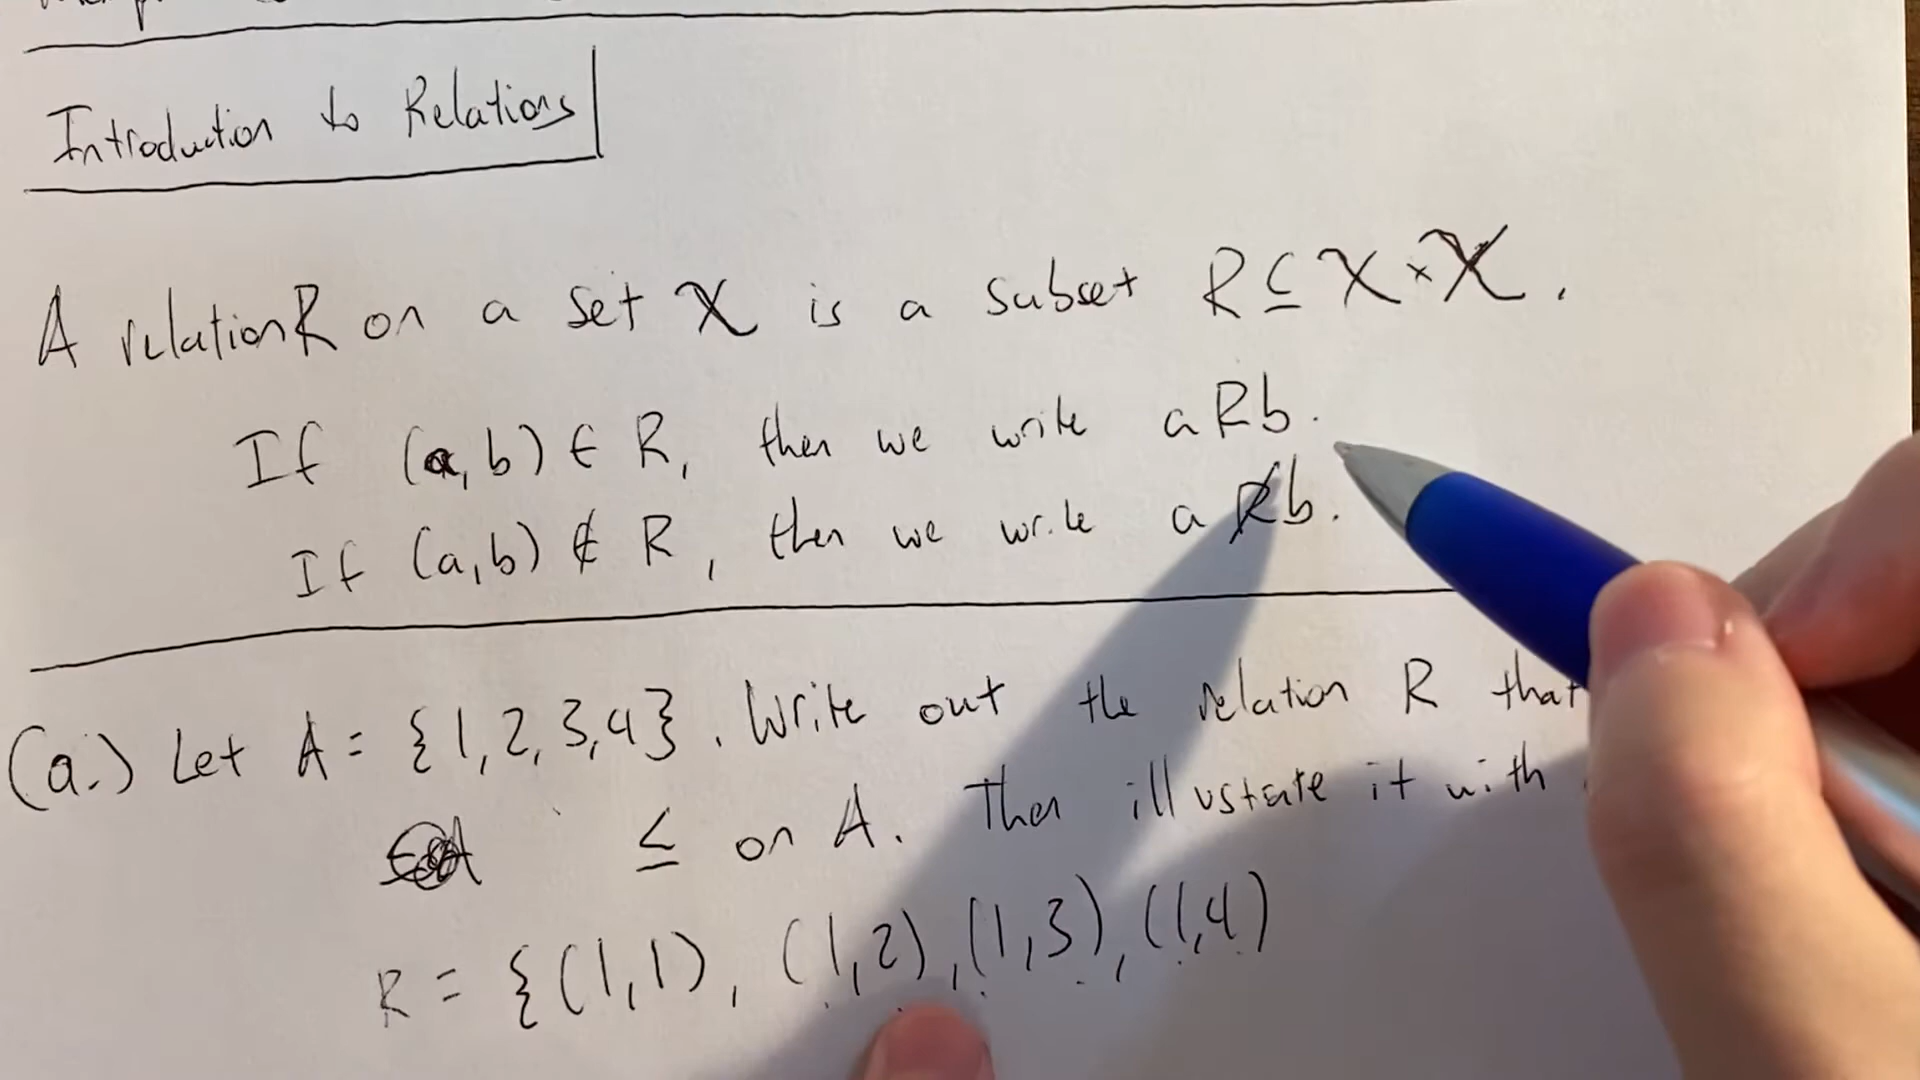 Introduction to Relations
A relation R on a set X is a subset R ⊆ X × X.
If (a, b) ∈ R, then we write a R b.
If (a, b) ∉ R, then we write a R̸ b.
(a.) Let A = {1, 2, 3, 4}. Write out the relation R that
≤ on A. Then illustate it with
R = {(1,1), (1,2), (1,3), (1,4)